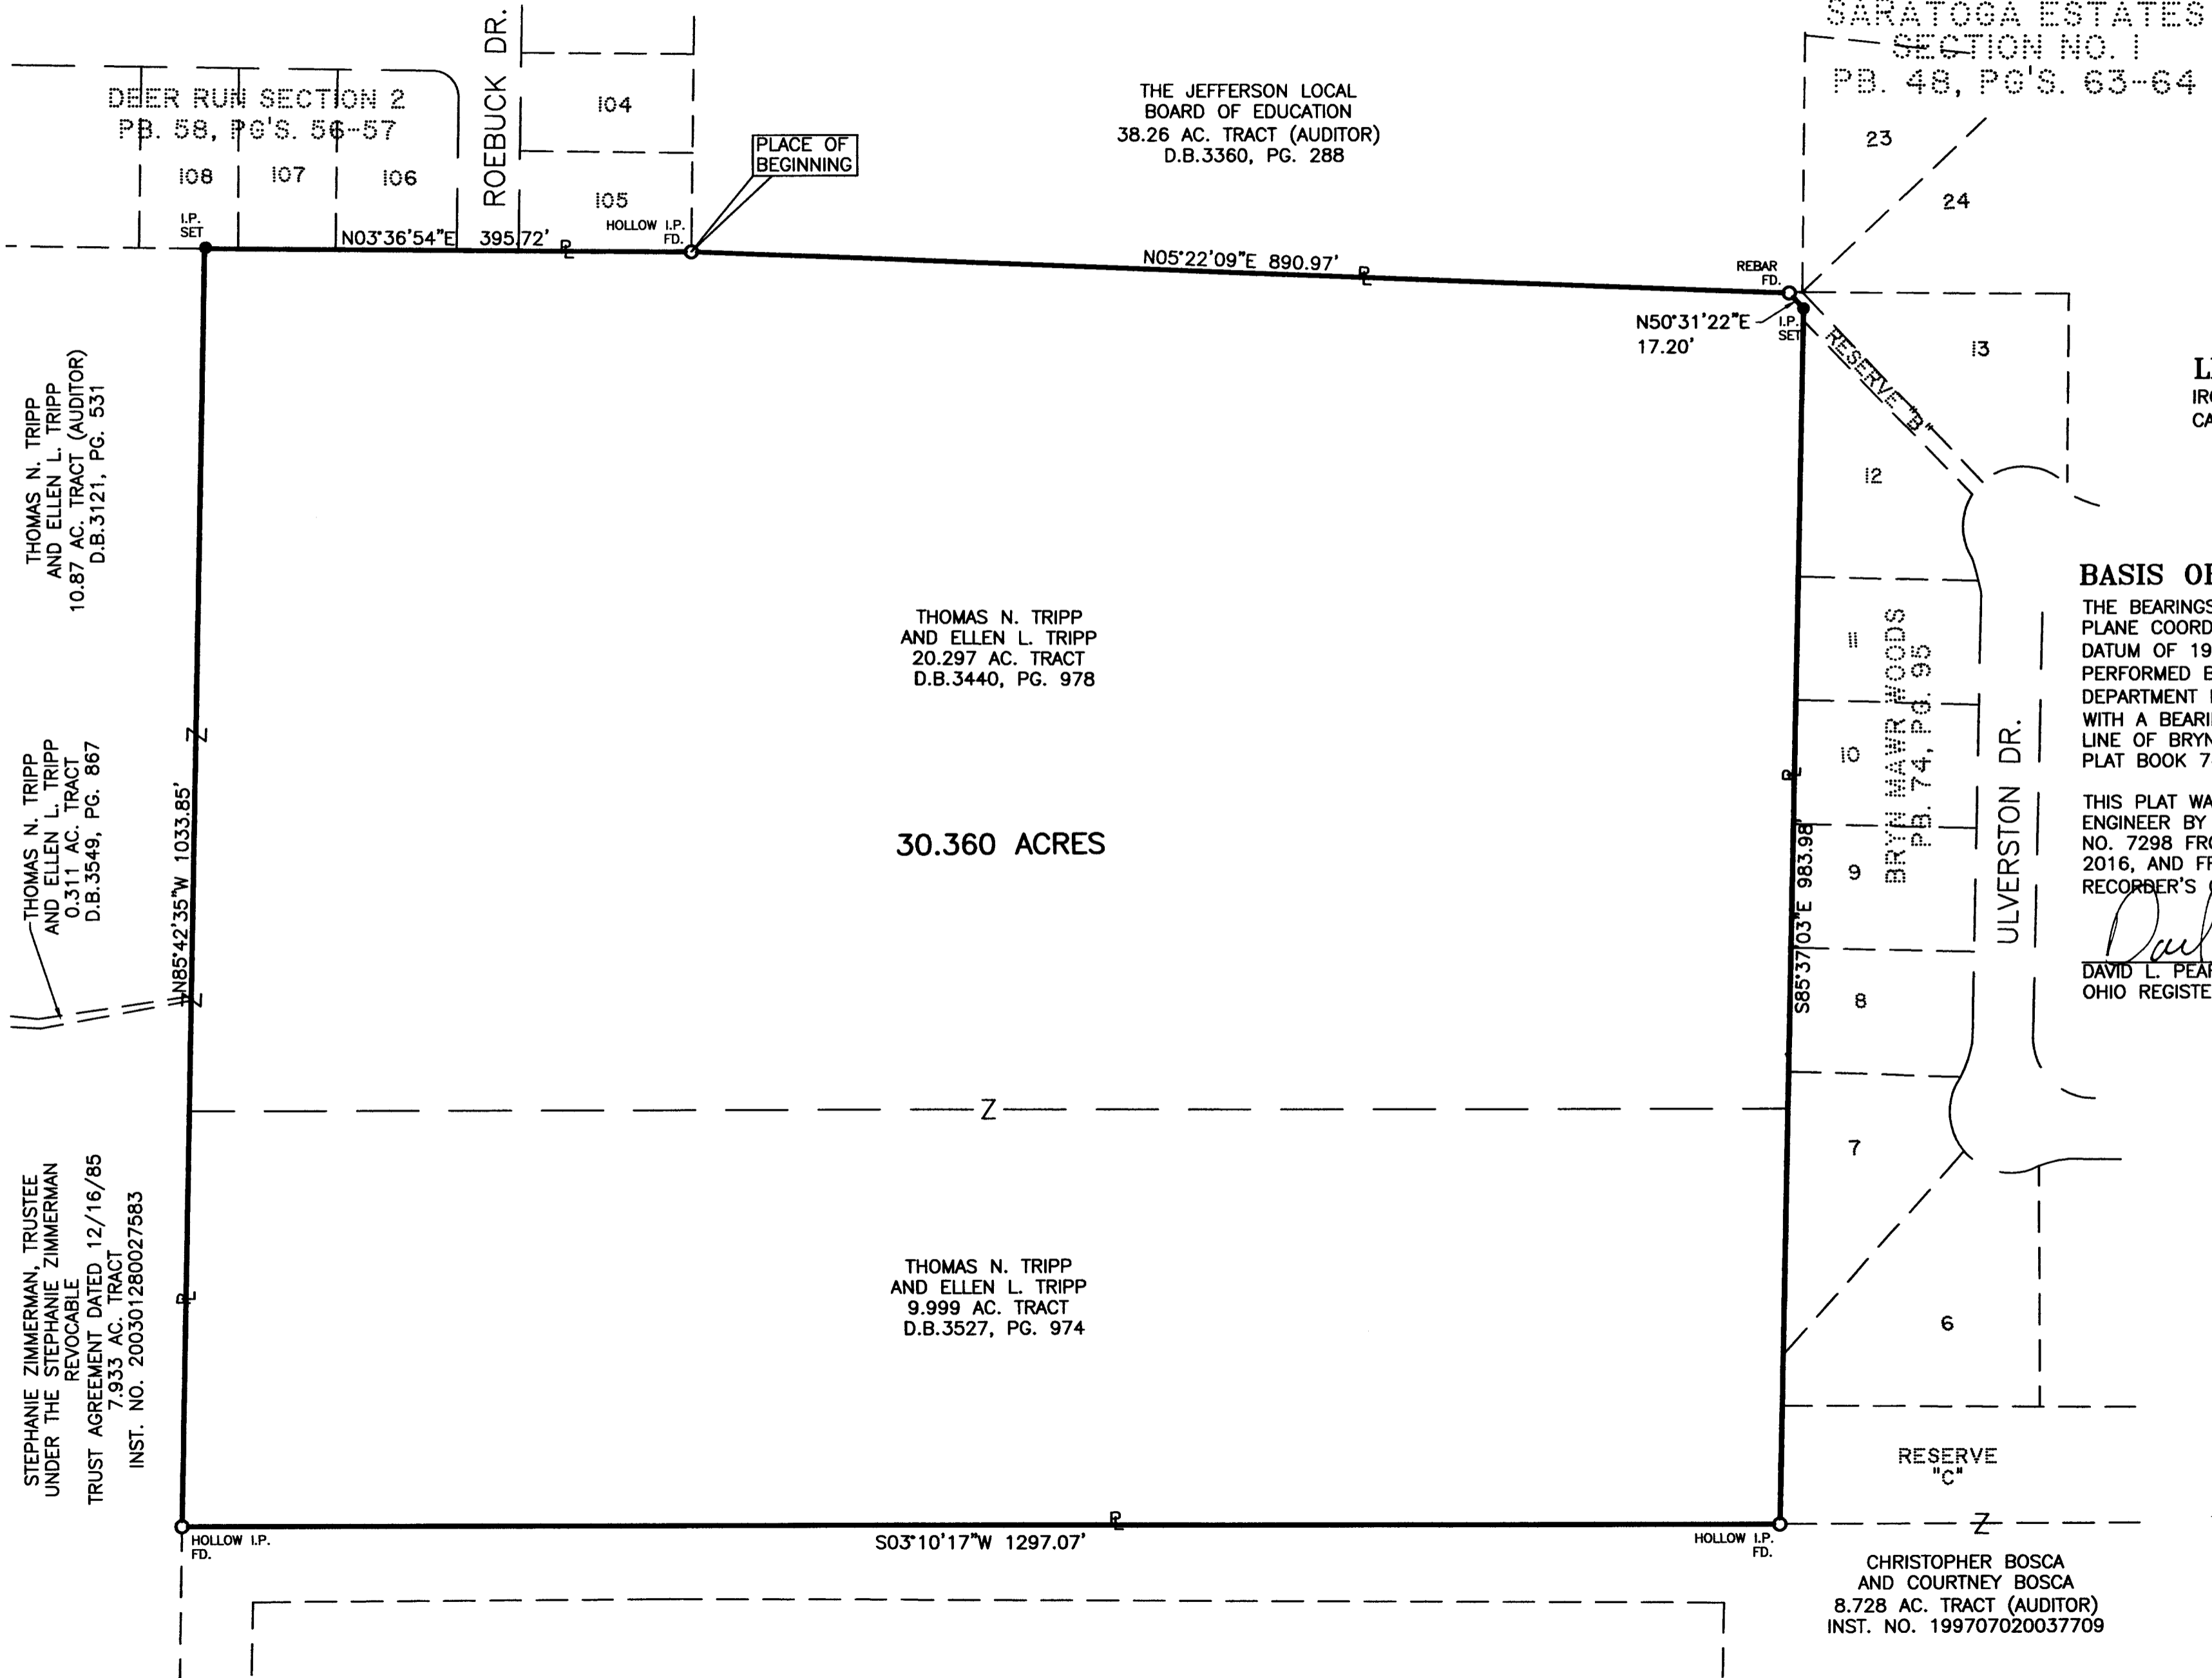 SARATOGA ESTATES
SECTION NO. 1
PB. 48, PG'S. 63-64
DEER RUN SECTION 2
PB. 58, PG'S. 56-57
108
107
106
ROEBUCK DR.
104
105
PLACE OF
BEGINNING
THE JEFFERSON LOCAL
BOARD OF EDUCATION
38.26 AC. TRACT (AUDITOR)
D.B.3360, PG. 288
23
24
I.P.
SET
N03°36'54"E 395.72'
HOLLOW I.P.
FD.
N05°22'09"E 890.97'
REBAR
FD.
N50°31'22"E
17.20'
I.P.
SET
RESERVE "B"
13
12
THOMAS N. TRIPP
AND ELLEN L. TRIPP
10.87 AC. TRACT (AUDITOR)
D.B.3121, PG. 531
THOMAS N. TRIPP
AND ELLEN L. TRIPP
20.297 AC. TRACT
D.B.3440, PG. 978
11
10
9
8
7
6
BRYN MAWR WOODS
PB. 74, PG. 95
ULVERSTON DR.
BASIS
THE BEARINGS
PLANE
DATUM OF
PERFORMED
DEPARTMENT
WITH A
LINE OF
PLAT BOOK
THIS PLAT
ENGINEER BY
NO. 7298
2016, AND
RECORDER'S
DAVID L.
OHIO
THOMAS N. TRIPP
AND ELLEN L. TRIPP
0.311 AC. TRACT
D.B.3549, PG. 867
N85°42'35"W 1033.85'
30.360 ACRES
S85°37'03"E 983.98'
Z
Z
Z
STEPHANIE ZIMMERMAN, TRUSTEE
UNDER THE STEPHANIE ZIMMERMAN
REVOCABLE
TRUST AGREEMENT DATED 12/16/85
7.933 AC. TRACT
INST. NO. 200301280027583
THOMAS N. TRIPP
AND ELLEN L. TRIPP
9.999 AC. TRACT
D.B.3527, PG. 974
RESERVE
"C"
HOLLOW I.P.
FD.
S03°10'17"W 1297.07'
HOLLOW I.P.
FD.
Z
CHRISTOPHER BOSCA
AND COURTNEY BOSCA
8.728 AC. TRACT (AUDITOR)
INST. NO. 199707020037709